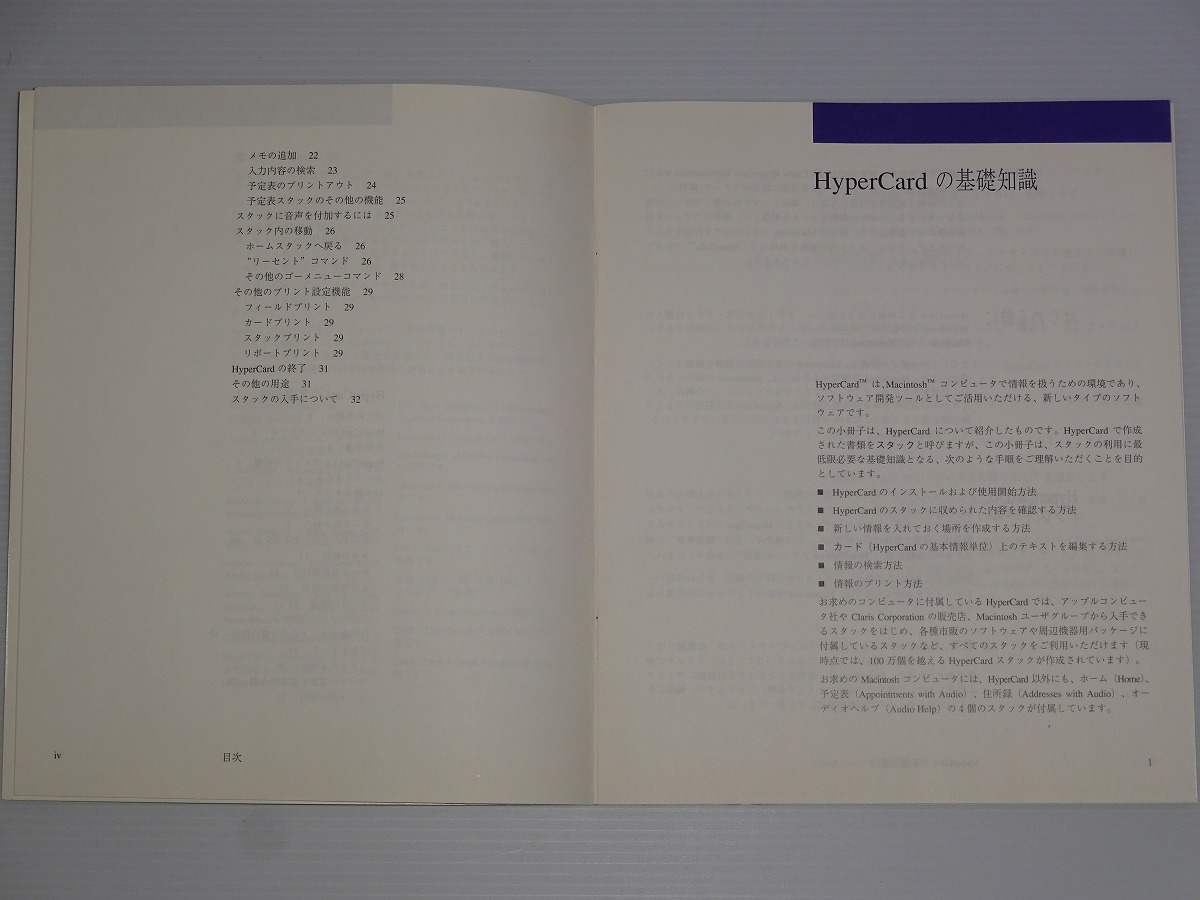 メモの追加 22
入力内容の検索 23
予定表のプリントアウト 24
予定表スタックのその他の機能 25
スタックに音声を付加するには 25
スタック内の移動 26
ホームスタックへ戻る 26
“リーセント”コマンド 26
その他のゴーメニューコマンド 28
その他のプリント設定機能 29
フィールドプリント 29
カードプリント 29
スタックプリント 29
リポートプリント 29
HyperCard の終了 31
その他の用途 31
スタックの入手について 32
iv 目次
HyperCard の基礎知識
HyperCard™ は、Macintosh™ コンピュータで情報を扱うための環境であり、
ソフトウェア開発ツールとしてご活用いただける、新しいタイプのソフト
ウェアです。
この小冊子は、HyperCard について紹介したものです。HyperCard で作成
された書類をスタックと呼びますが、この小冊子は、スタックの利用に最
低限必要な基礎知識となる、次のような手順をご理解いただくことを目的
としています。
■ HyperCard のインストールおよび使用開始方法
■ HyperCard のスタックに収められた内容を確認する方法
■ 新しい情報を入れておく場所を作成する方法
■ カード（HyperCard の基本情報単位）上のテキストを編集する方法
■ 情報の検索方法
■ 情報のプリント方法
お求めのコンピュータに付属している HyperCard では、アップルコンピュー
タ社や Claris Corporation の販売店、Macintosh ユーザグループから入手でき
るスタックをはじめ、各種市販のソフトウェアや周辺機器用パッケージに
付属しているスタックなど、すべてのスタックをご利用いただけます（現
時点では、100 万個を越える HyperCard スタックが作成されています）。
お求めの Macintosh コンピュータには、HyperCard 以外にも、ホーム（Home）、
予定表（Appointments with Audio）、住所録（Addresses with Audio）、オー
ディオヘルプ（Audio Help）の 4 個のスタックが付属しています。
1